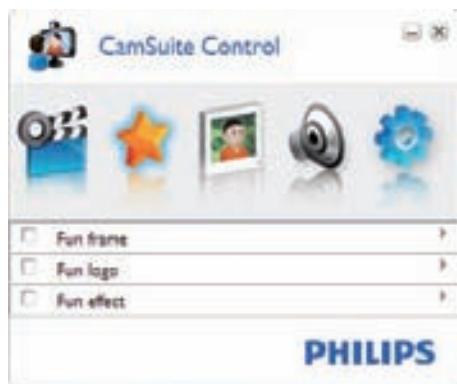 CamSuite Control
Fun frame
Fun logo
Fun effect
PHILIPS